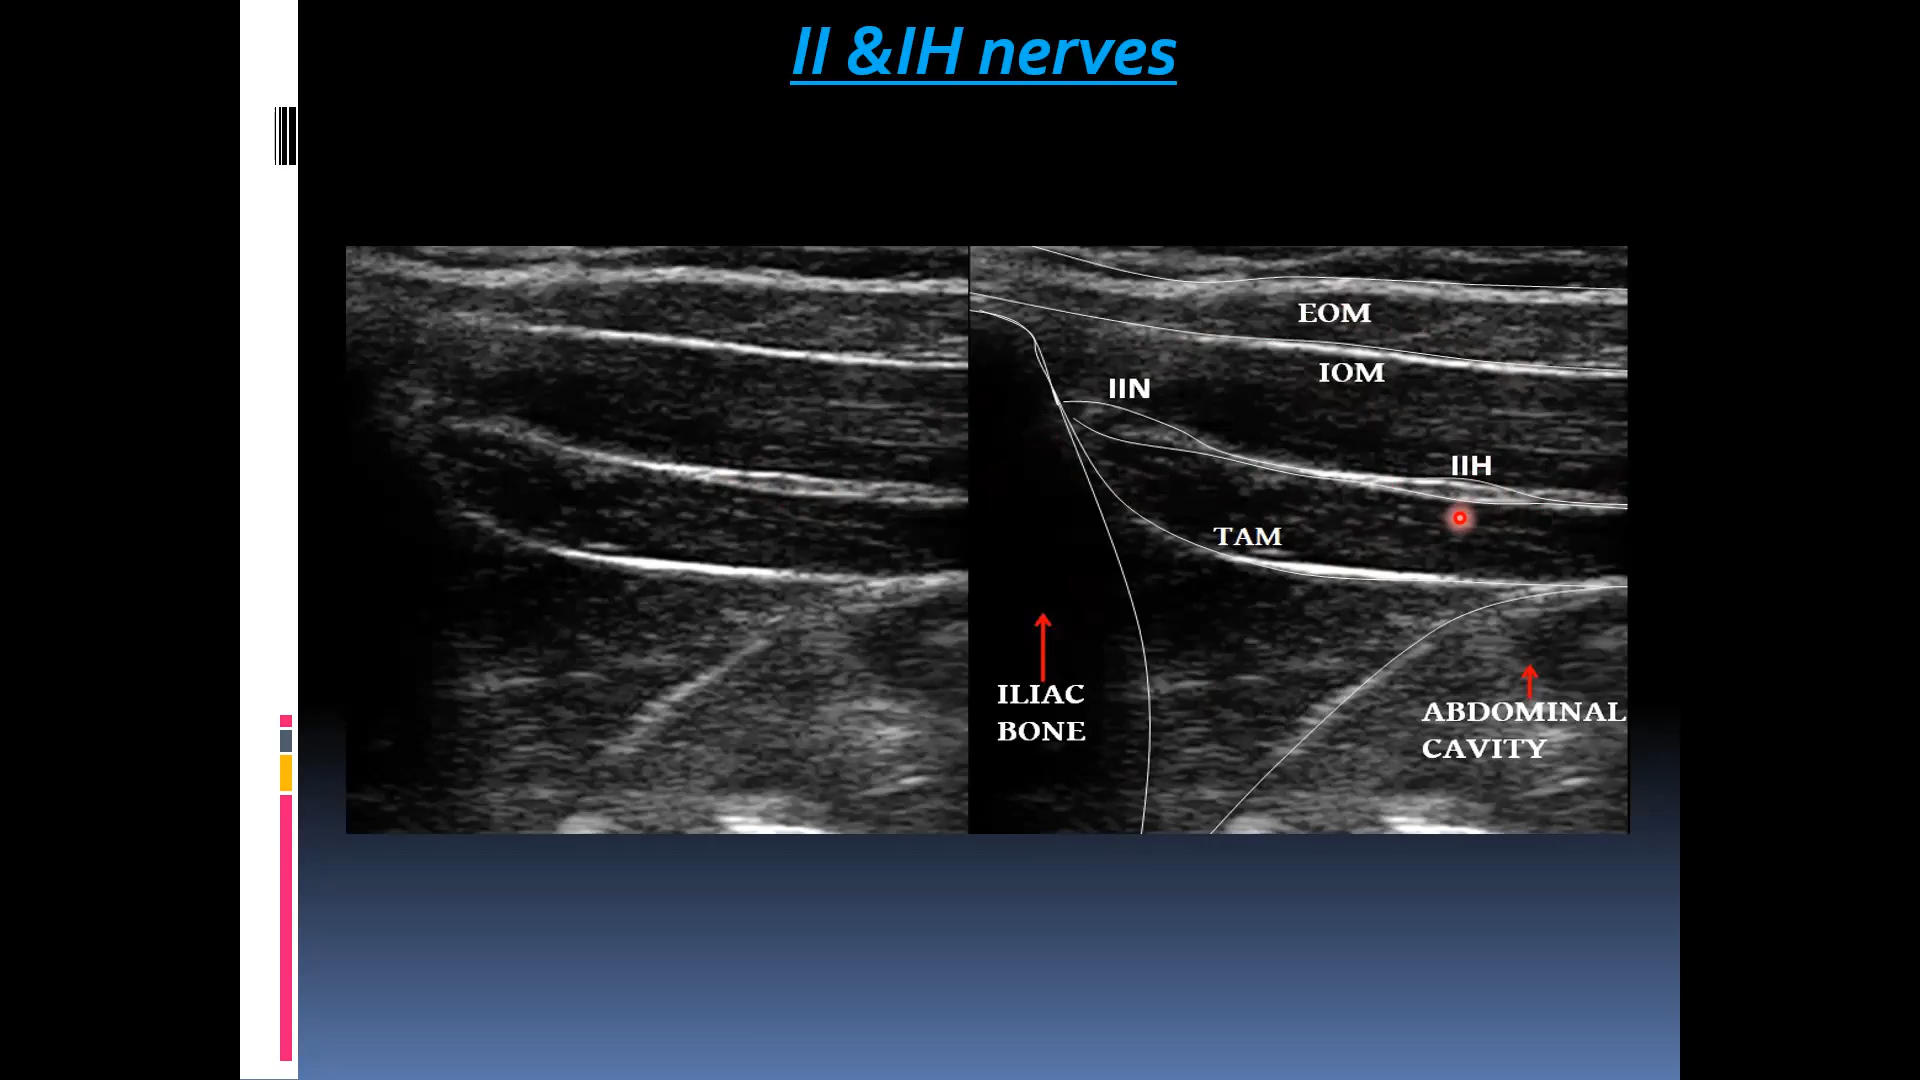 II &IH nerves
EOM
IOM
IIN
IIH
TAM
ILIAC
BONE
ABDOMINAL
CAVITY